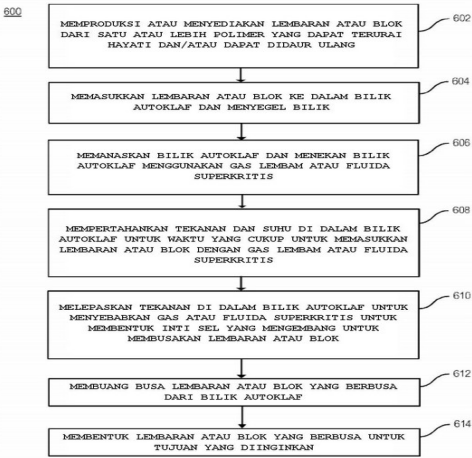 600
MEMPRODUKSI ATAU MENYEDIAKAN LEMBARAN ATAU BLOK
DARI SATU ATAU LEBIH POLIMER YANG DAPAT TERURAI
HAYATI DAN/ATAU DAPAT DIDAUR ULANG
602
MEMASUKKAN LEMBARAN ATAU BLOK KE DALAM BILIK
AUTOKLAF DAN MENYEGEL BILIK
604
MEMANASKAN BILIK AUTOKLAF DAN MENEKAN BILIK
AUTOKLAF MENGGUNAKAN GAS LEMBAM ATAU FLUIDA
SUPERKRITIS
606
MEMPERTAHANKAN TEKANAN DAN SUHU DI DALAM BILIK
AUTOKLAF UNTUK WAKTU YANG CUKUP UNTUK MEMASUKKAN
LEMBARAN ATAU BLOK DENGAN GAS LEMBAM ATAU FLUIDA
SUPERKRITIS
608
MELEPASKAN TEKANAN DI DALAM BILIK AUTOKLAF UNTUK
MENYEBABKAN GAS ATAU FLUIDA SUPERKRITIS UNTUK
MEMBENTUK INTI SEL YANG MENGEMBANG UNTUK
MEMBUSAKAN LEMBARAN ATAU BLOK
610
MEMBUANG BUSA LEMBARAN ATAU BLOK YANG BERBUSA
DARI BILIK AUTOKLAF
612
MEMBENTUK LEMBARAN ATAU BLOK YANG BERBUSA UNTUK
TUJUAN YANG DIINGINKAN
614